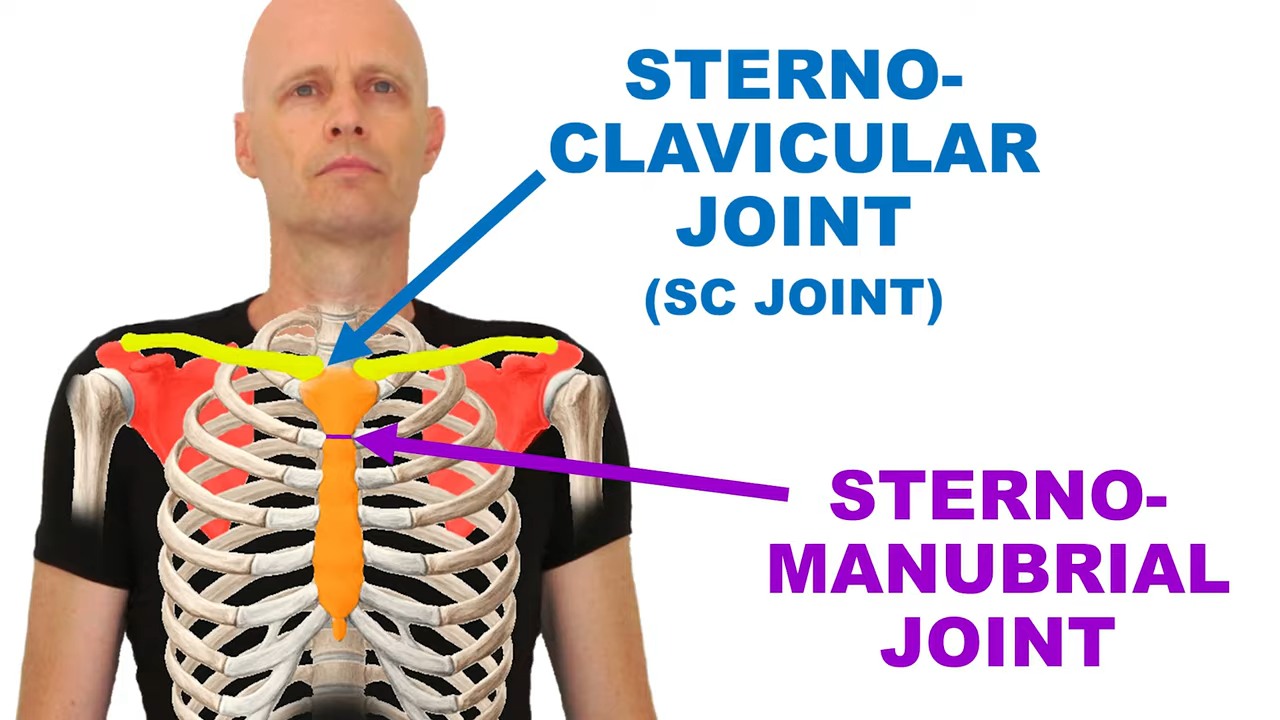 STERNO-
CLAVICULAR
JOINT
(SC JOINT)
STERNO-
MANUBRIAL
JOINT